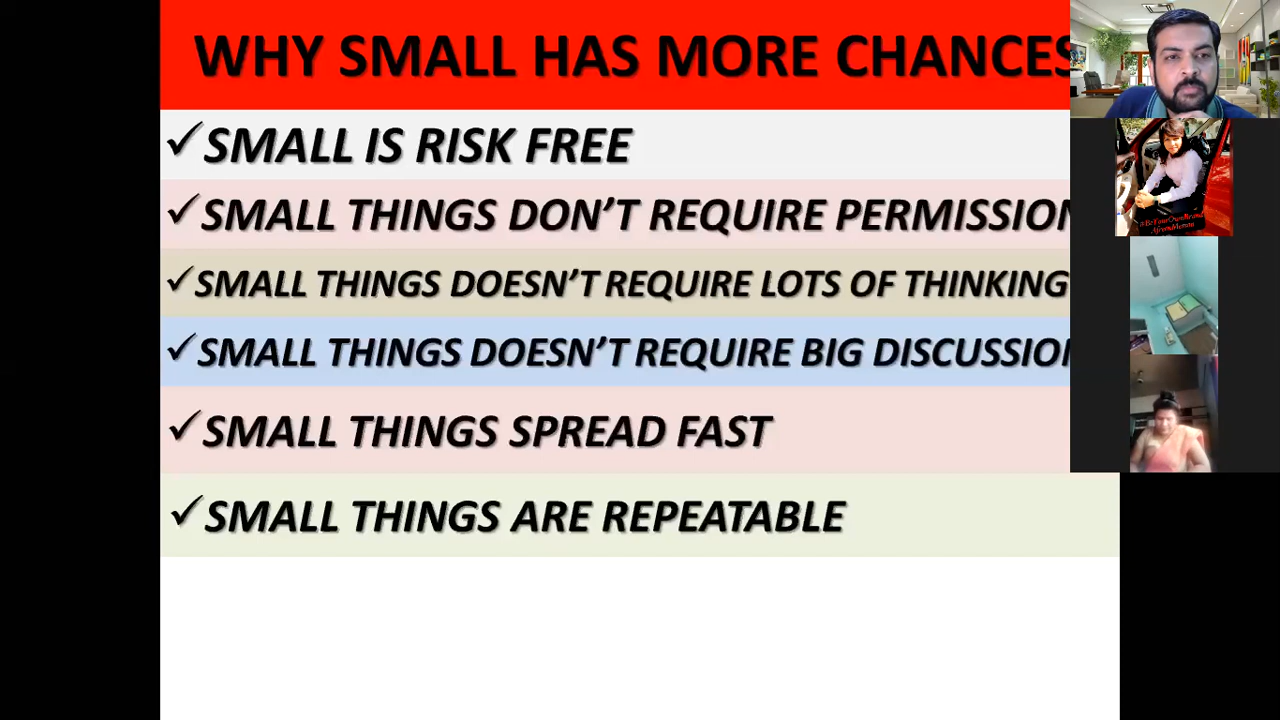 WHY SMALL HAS MORE CHANCES
✓SMALL IS RISK FREE
✓SMALL THINGS DON'T REQUIRE PERMISSION
✓SMALL THINGS DOESN'T REQUIRE LOTS OF THINKING
✓SMALL THINGS DOESN'T REQUIRE BIG DISCUSSION
✓SMALL THINGS SPREAD FAST
✓SMALL THINGS ARE REPEATABLE